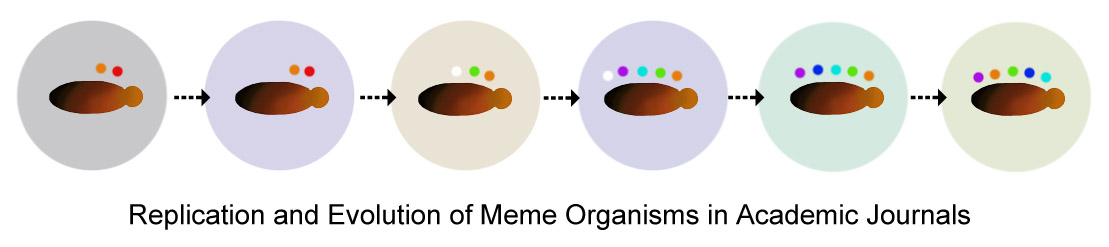 Replication and Evolution of Meme Organisms in Academic Journals